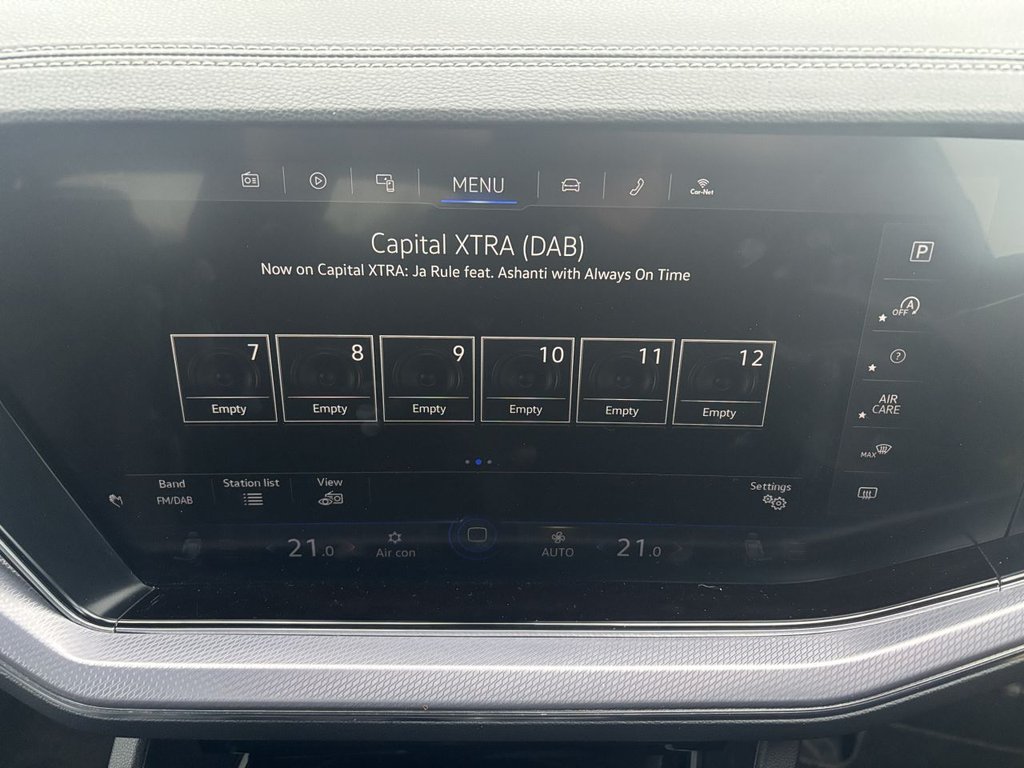 MENU
Car-Net
Capital XTRA (DAB)
Now on Capital XTRA: Ja Rule feat. Ashanti with Always On Time
P
A
OFF
?
AIR
CARE
MAX
7 8 9 10 11 12
Empty Empty Empty Empty Empty Empty
Band Station list View Settings
FM/DAB
21.0 Air con AUTO 21.0